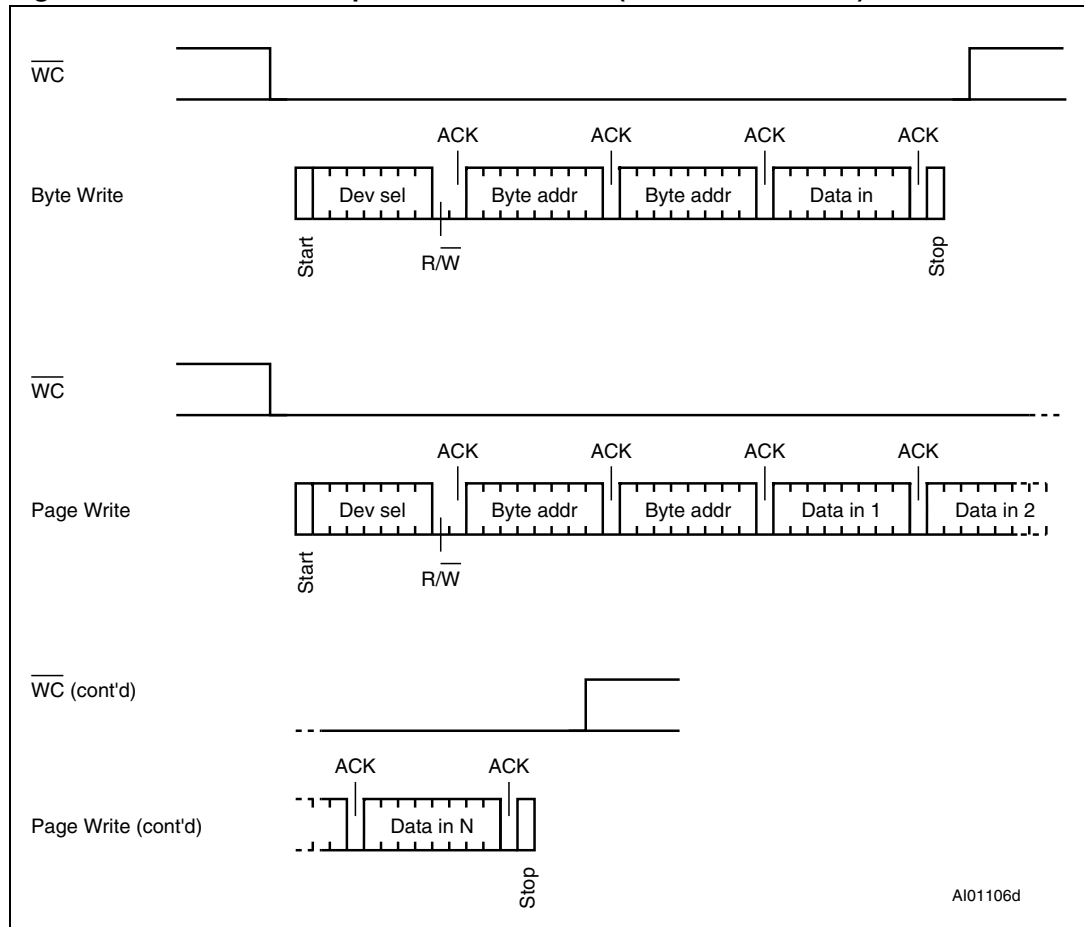 WC
ACK ACK ACK ACK
Byte Write
Dev sel Byte addr Byte addr Data in
Start R/W Stop
WC
ACK ACK ACK ACK
Page Write
Dev sel Byte addr Byte addr Data in 1 Data in 2
Start R/W
WC (cont'd)
ACK ACK
Page Write (cont'd)
Data in N
Stop
AI01106d